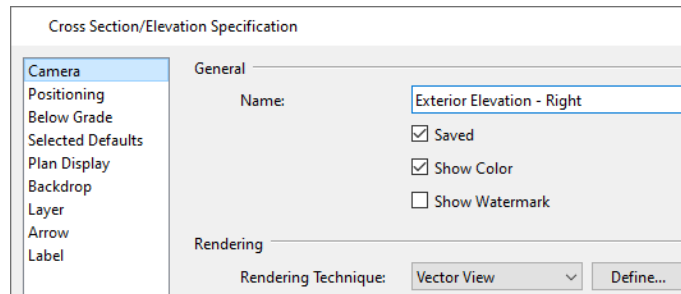 Cross Section/Elevation Specification
Camera
Positioning
Below Grade
Selected Defaults
Plan Display
Backdrop
Layer
Arrow
Label
General
Name: Exterior Elevation - Right
Saved
Show Color
Show Watermark
Rendering
Rendering Technique: Vector View Define...